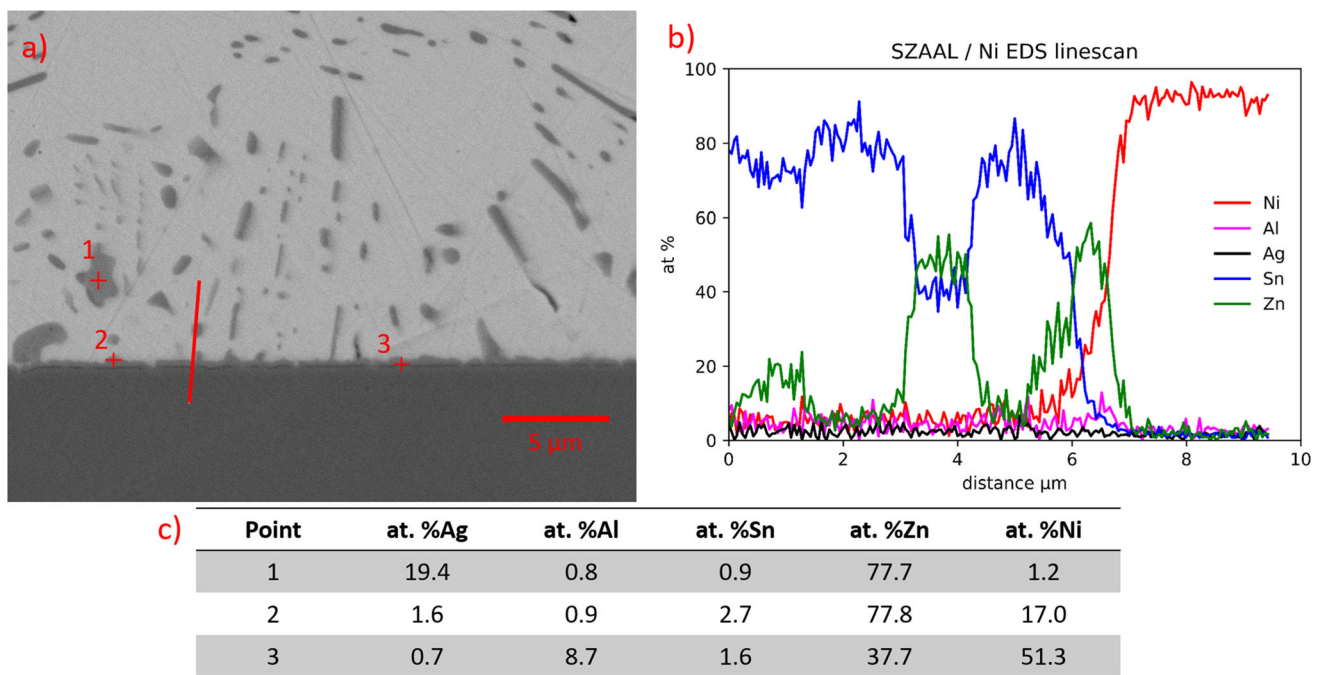 a)
1
2
3
5 µm
b)
SZAAL / Ni EDS linescan
100
80
60
40
20
0
at %
0 2 4 6 8 10
distance µm
Ni
Al
Ag
Sn
Zn
c)
Point at. %Ag at. %Al at. %Sn at. %Zn at. %Ni
1 19.4 0.8 0.9 77.7 1.2
2 1.6 0.9 2.7 77.8 17.0
3 0.7 8.7 1.6 37.7 51.3